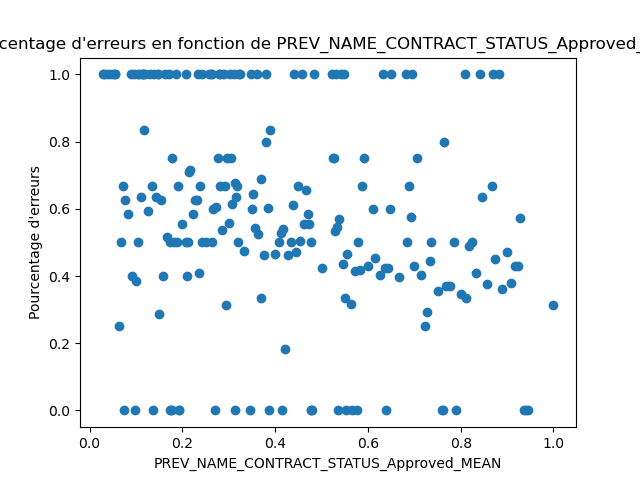 centage d'erreurs en fonction de PREV_NAME_CONTRACT_STATUS_Approved_
Pourcentage d'erreurs
1.0
0.8
0.6
0.4
0.2
0.0
0.0 0.2 0.4 0.6 0.8 1.0
PREV_NAME_CONTRACT_STATUS_Approved_MEAN